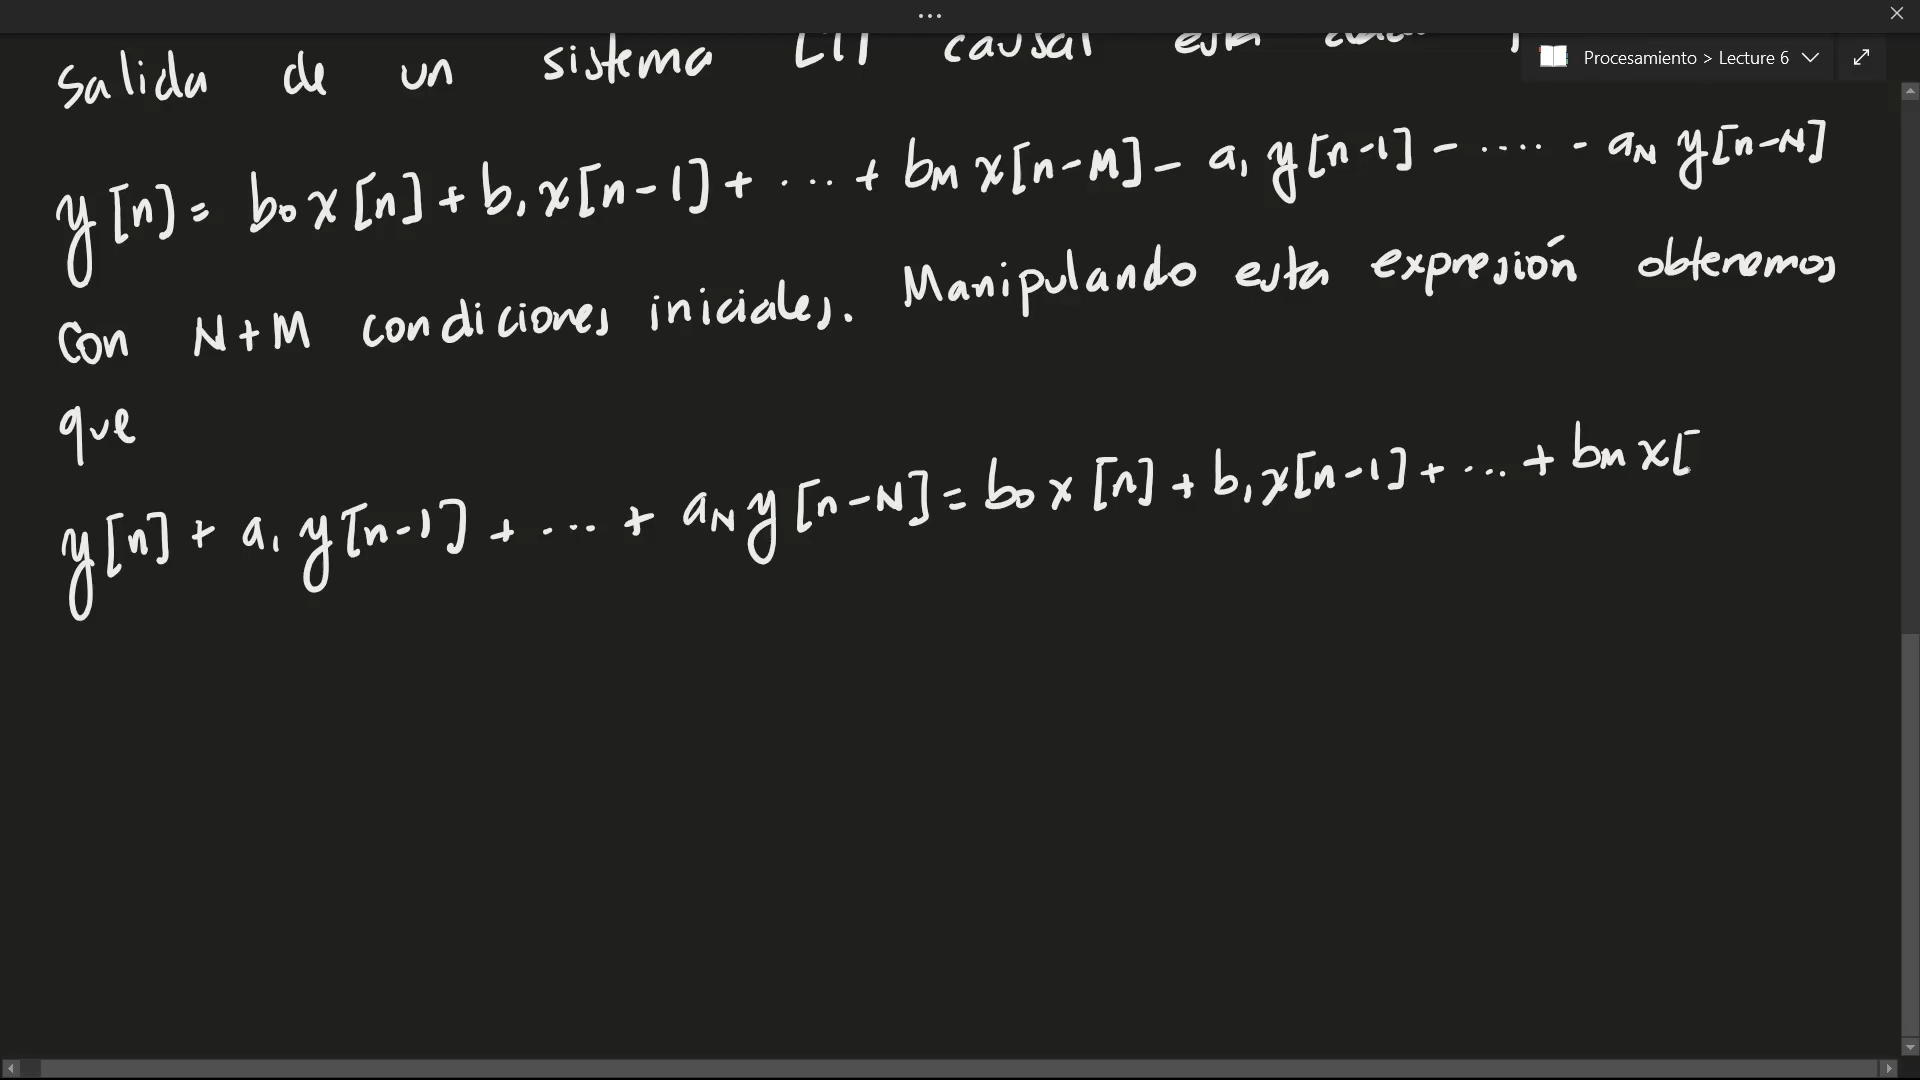 ...
Salida de un sistema LTI causal está
Procesamiento > Lecture 6
y[n] = b₀x[n] + b₁x[n-1] + ... + bₘx[n-M] - a₁y[n-1] - ..... - a_N y[n-N]
Con N+M condiciones iniciales. Manipulando esta expresión obtenemos
que
y[n] + a₁y[n-1] + ... + a_N y[n-N] = b₀x[n] + b₁x[n-1] + ... + bₘx[